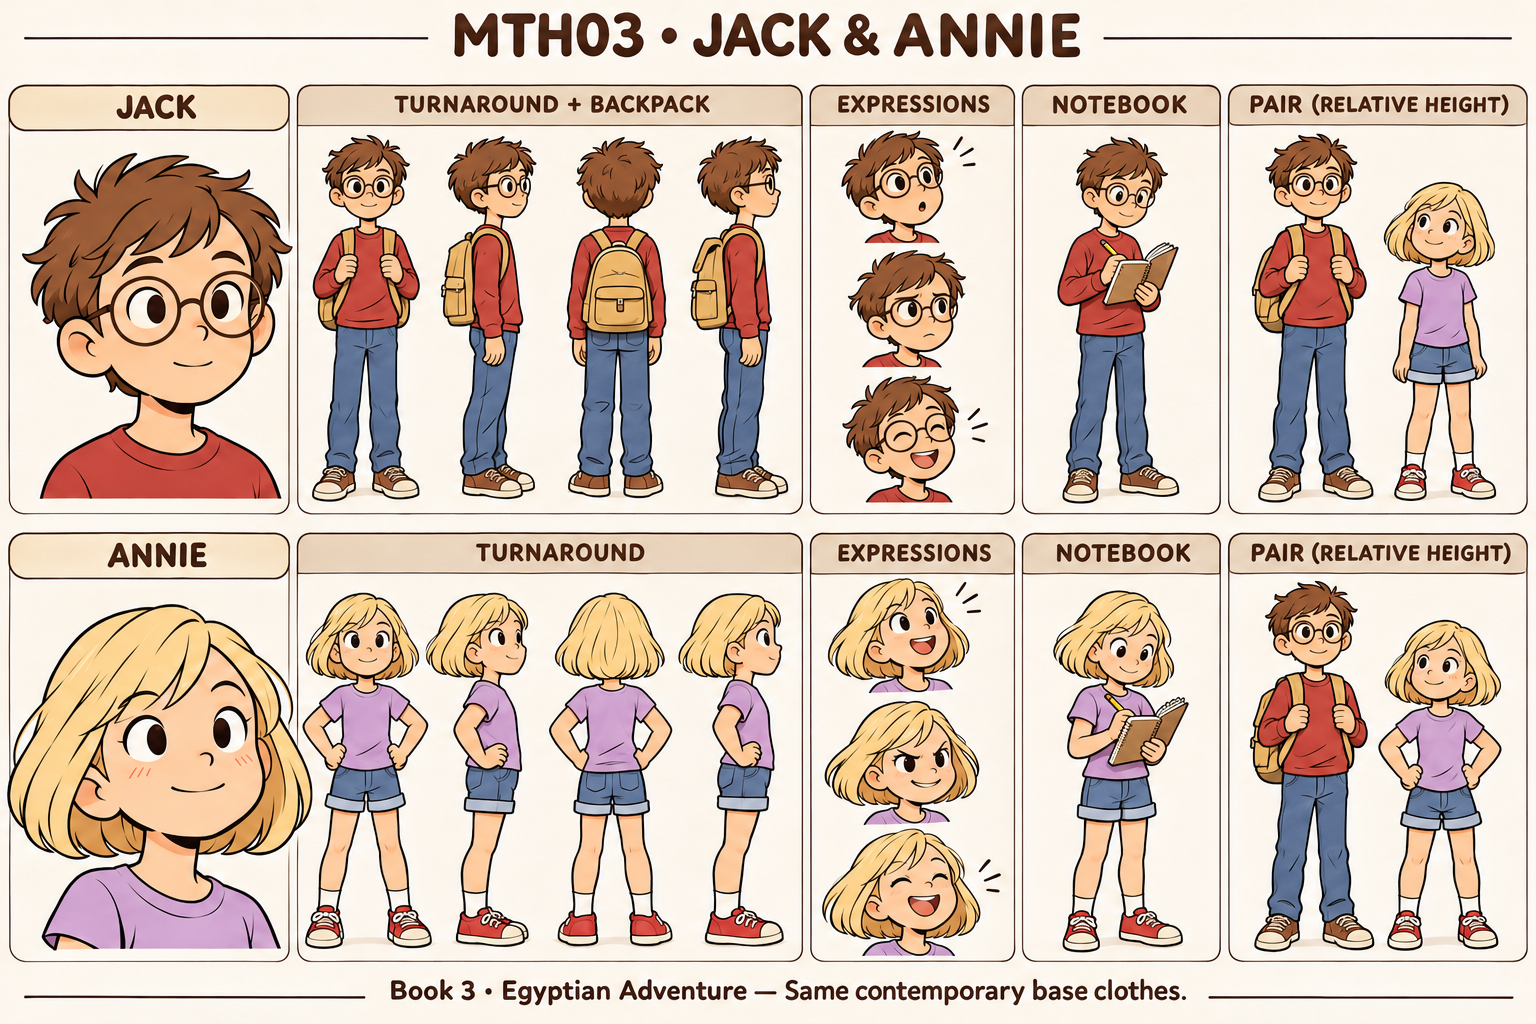 MTH03 • JACK & ANNIE
JACK
TURNAROUND + BACKPACK
EXPRESSIONS
NOTEBOOK
PAIR (RELATIVE HEIGHT)
ANNIE
TURNAROUND
EXPRESSIONS
NOTEBOOK
PAIR (RELATIVE HEIGHT)
Book 3 • Egyptian Adventure — Same contemporary base clothes.